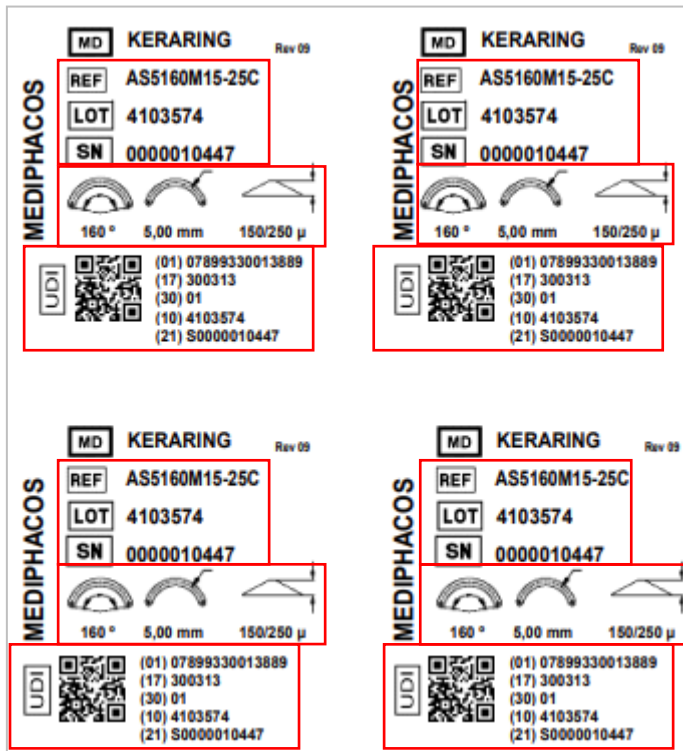 MD KERARING Rev 09
MEDIPHACOS
REF AS5160M15-25C
LOT 4103574
SN 0000010447
160 º 5,00 mm 150/250 µ
UDI
(01) 07899330013889
(17) 300313
(30) 01
(10) 4103574
(21) S0000010447
MD KERARING Rev 09
MEDIPHACOS
REF AS5160M15-25C
LOT 4103574
SN 0000010447
160 º 5,00 mm 150/250 µ
UDI
(01) 07899330013889
(17) 300313
(30) 01
(10) 4103574
(21) S0000010447
MD KERARING Rev 09
MEDIPHACOS
REF AS5160M15-25C
LOT 4103574
SN 0000010447
160 º 5,00 mm 150/250 µ
UDI
(01) 07899330013889
(17) 300313
(30) 01
(10) 4103574
(21) S0000010447
MD KERARING Rev 09
MEDIPHACOS
REF AS5160M15-25C
LOT 4103574
SN 0000010447
160 º 5,00 mm 150/250 µ
UDI
(01) 07899330013889
(17) 300313
(30) 01
(10) 4103574
(21) S0000010447